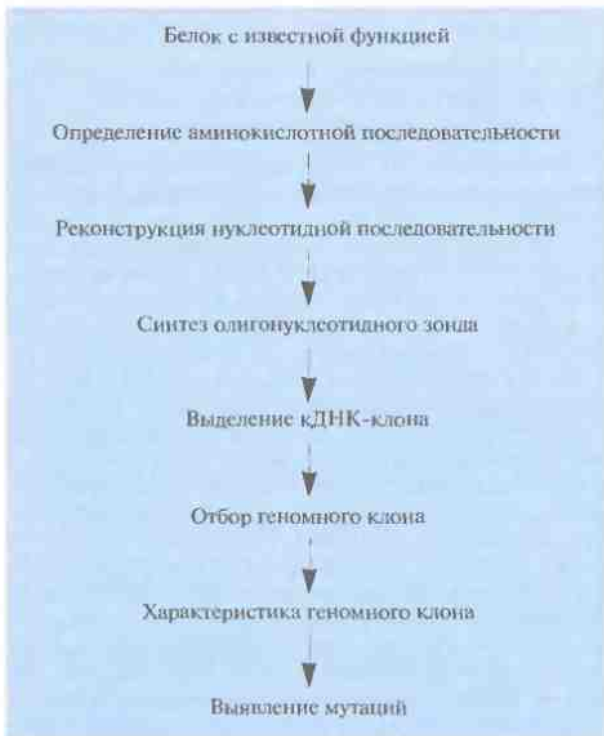 Белок с известной функцией
Определение аминокислотной последовательности
Реконструкция нуклеотидной последовательности
Синтез олигонуклеотидного зонда
Выделение кДНК-клона
Отбор геномного клона
Характеристика геномного клона
Выявление мутаций